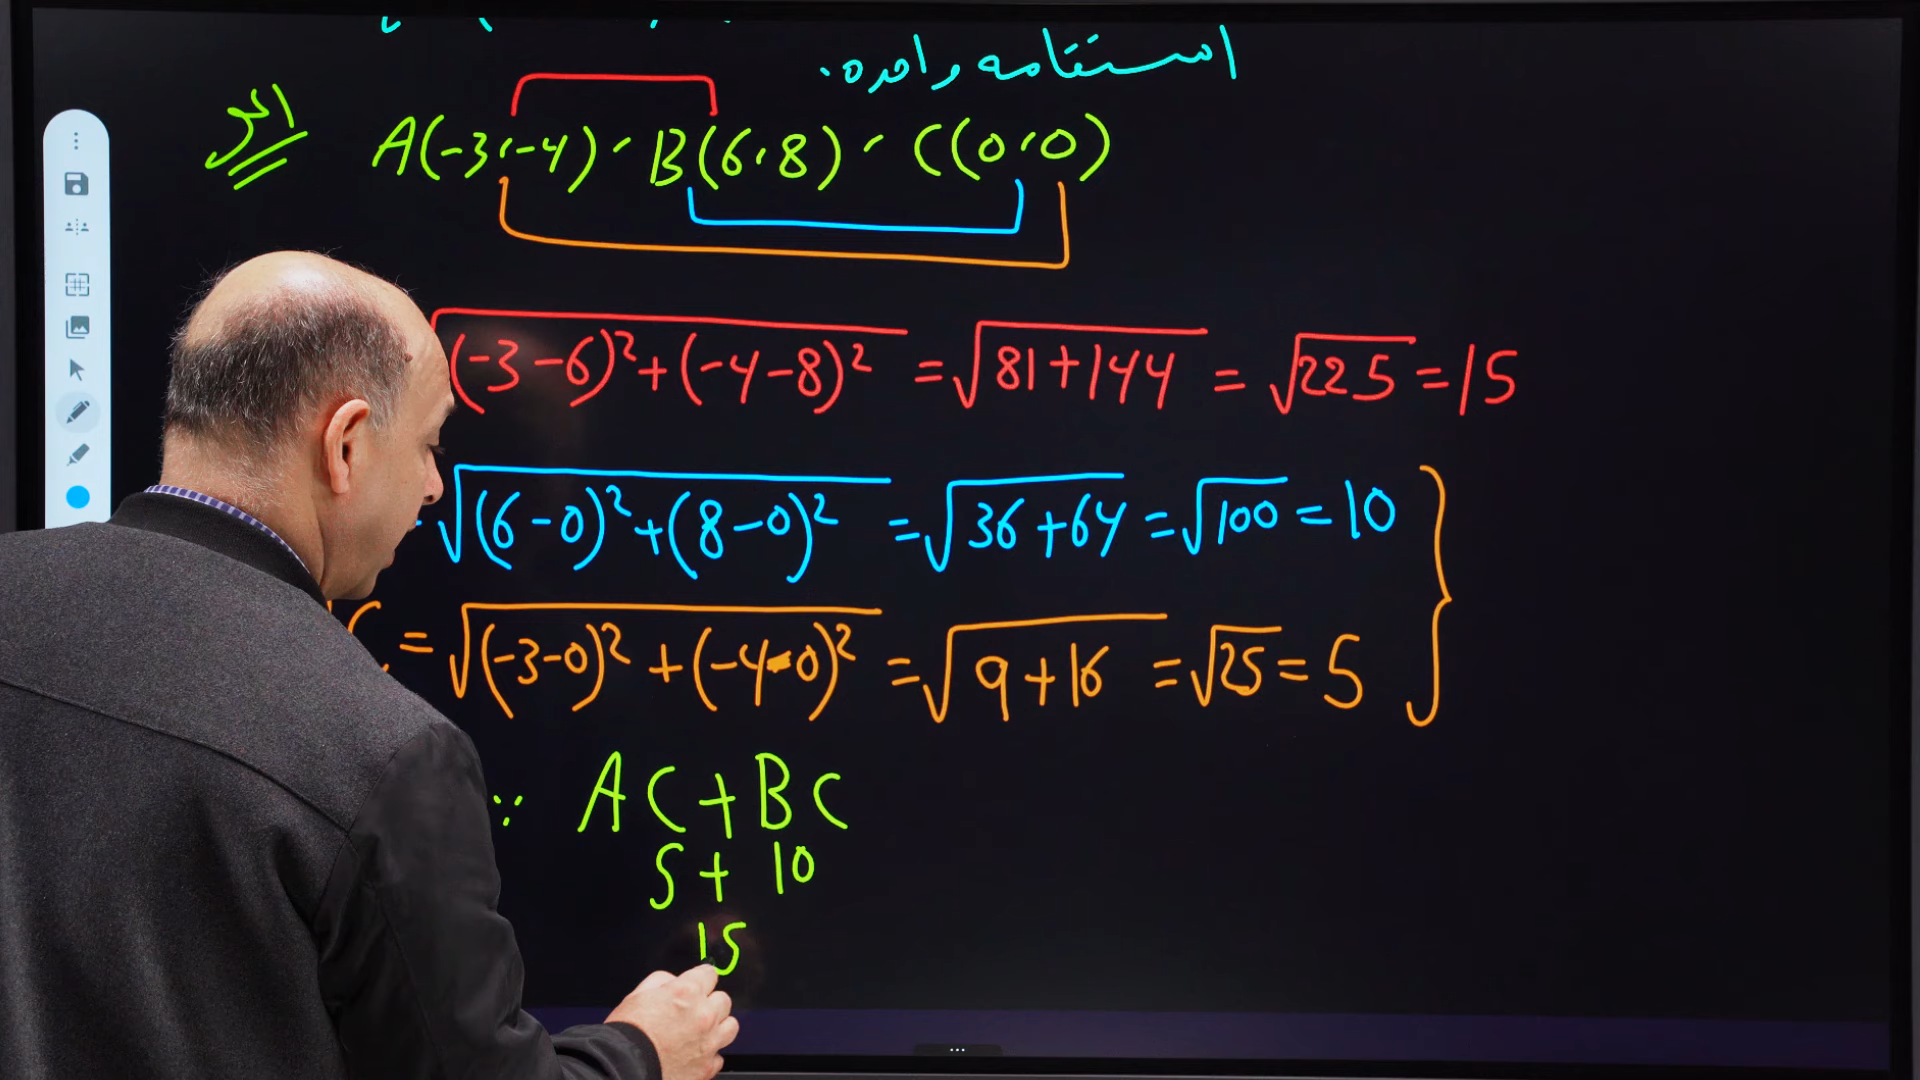 استقامه واحده.
الحل A(-3،-4)، B(6،8)، C(0،0)
√(-3-6)²+(-4-8)² = √81+144 = √225 = 15
√(6-0)²+(8-0)² = √36+64 = √100 = 10
C = √(-3-0)²+(-4-0)² = √9+16 = √25 = 5
∵ AC+BC
5+10
15